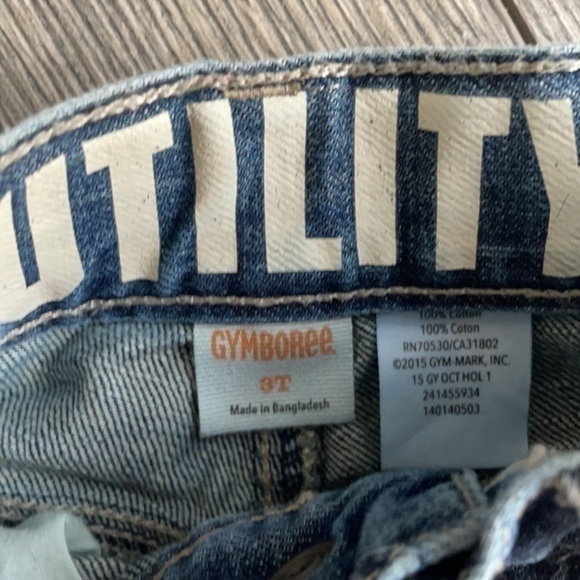 UTILITY
GYMBOREE
3T
Made in Bangladesh
100% Cotton
100% Coton
RN70530/CA31802
©2015 GYM-MARK, INC.
15 GY OCT HOL 1
241455934
140140503